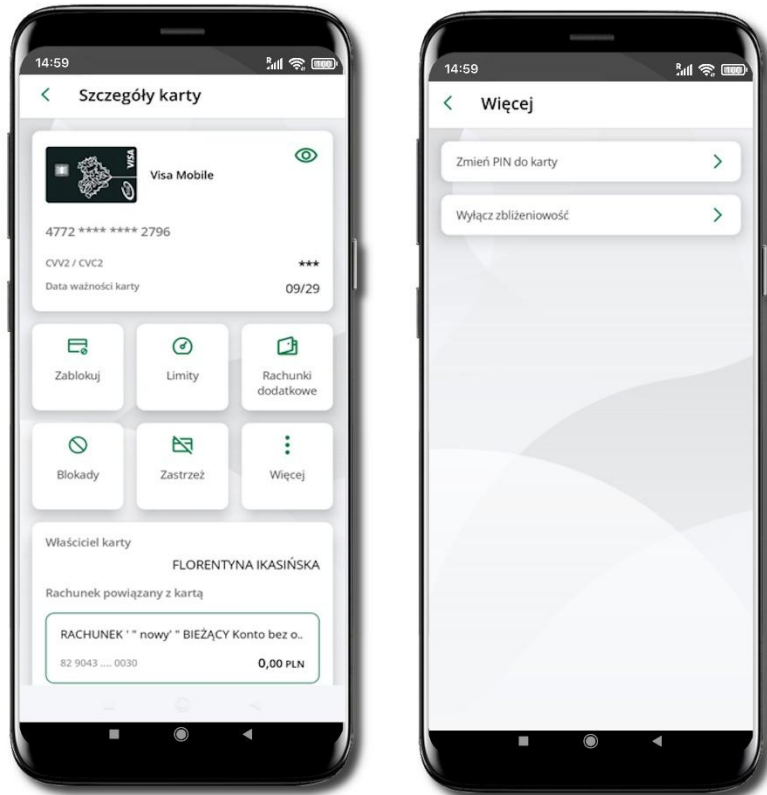 14:59
Szczegóły karty
VISA
Visa Mobile
4772 **** **** 2796
CVV2 / CVC2 ***
Data ważności karty 09/29
Zablokuj Limity Rachunki
dodatkowe
Blokady Zastrzeż Więcej
Właściciel karty
FLORENTYNA IKASIŃSKA
Rachunek powiązany z kartą
RACHUNEK ' " nowy' " BIEŻĄCY Konto bez o..
82 9043 .... 0030 0,00 PLN
14:59
Więcej
Zmień PIN do karty
Wyłącz zbliżeniowość